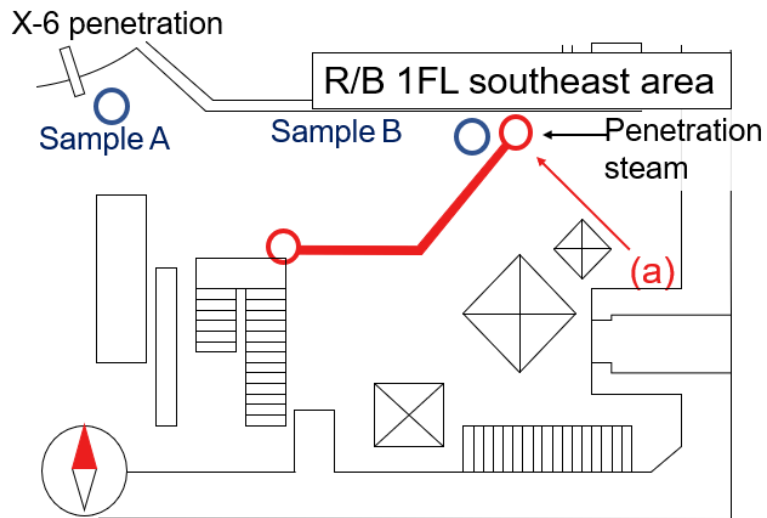 X-6 penetration
R/B 1FL southeast area
Sample A
Sample B
Penetration
steam
(a)